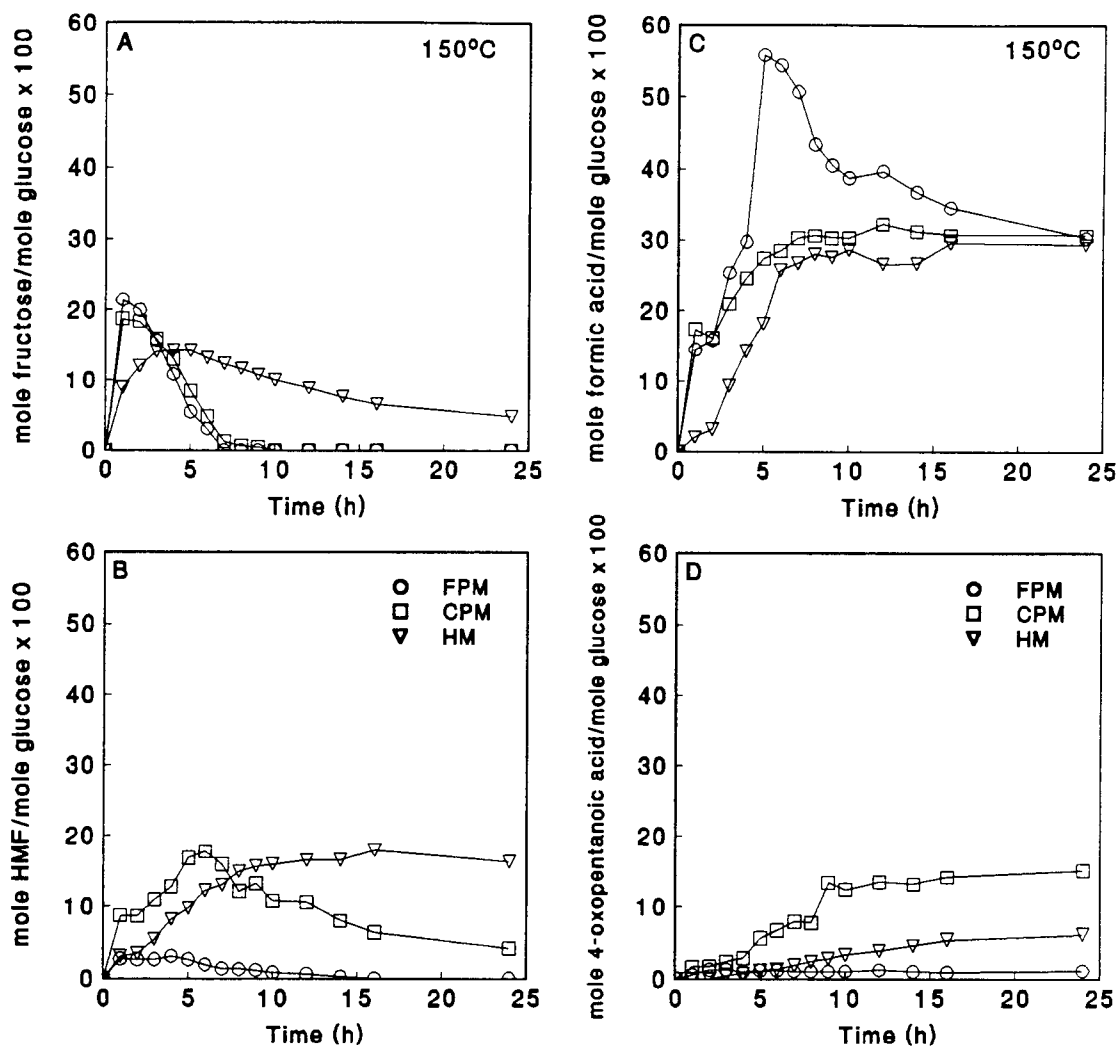 A
150ºC
mole fructose/mole glucose x 100
60
50
40
30
20
10
0
0 5 10 15 20 25
Time (h)
C
150ºC
mole formic acid/mole glucose x 100
60
50
40
30
20
10
0
0 5 10 15 20 25
Time (h)
B
FPM
CPM
HM
mole HMF/mole glucose x 100
60
50
40
30
20
10
0
0 5 10 15 20 25
Time (h)
D
FPM
CPM
HM
mole 4-oxopentanoic acid/mole glucose x 100
60
50
40
30
20
10
0
0 5 10 15 20 25
Time (h)